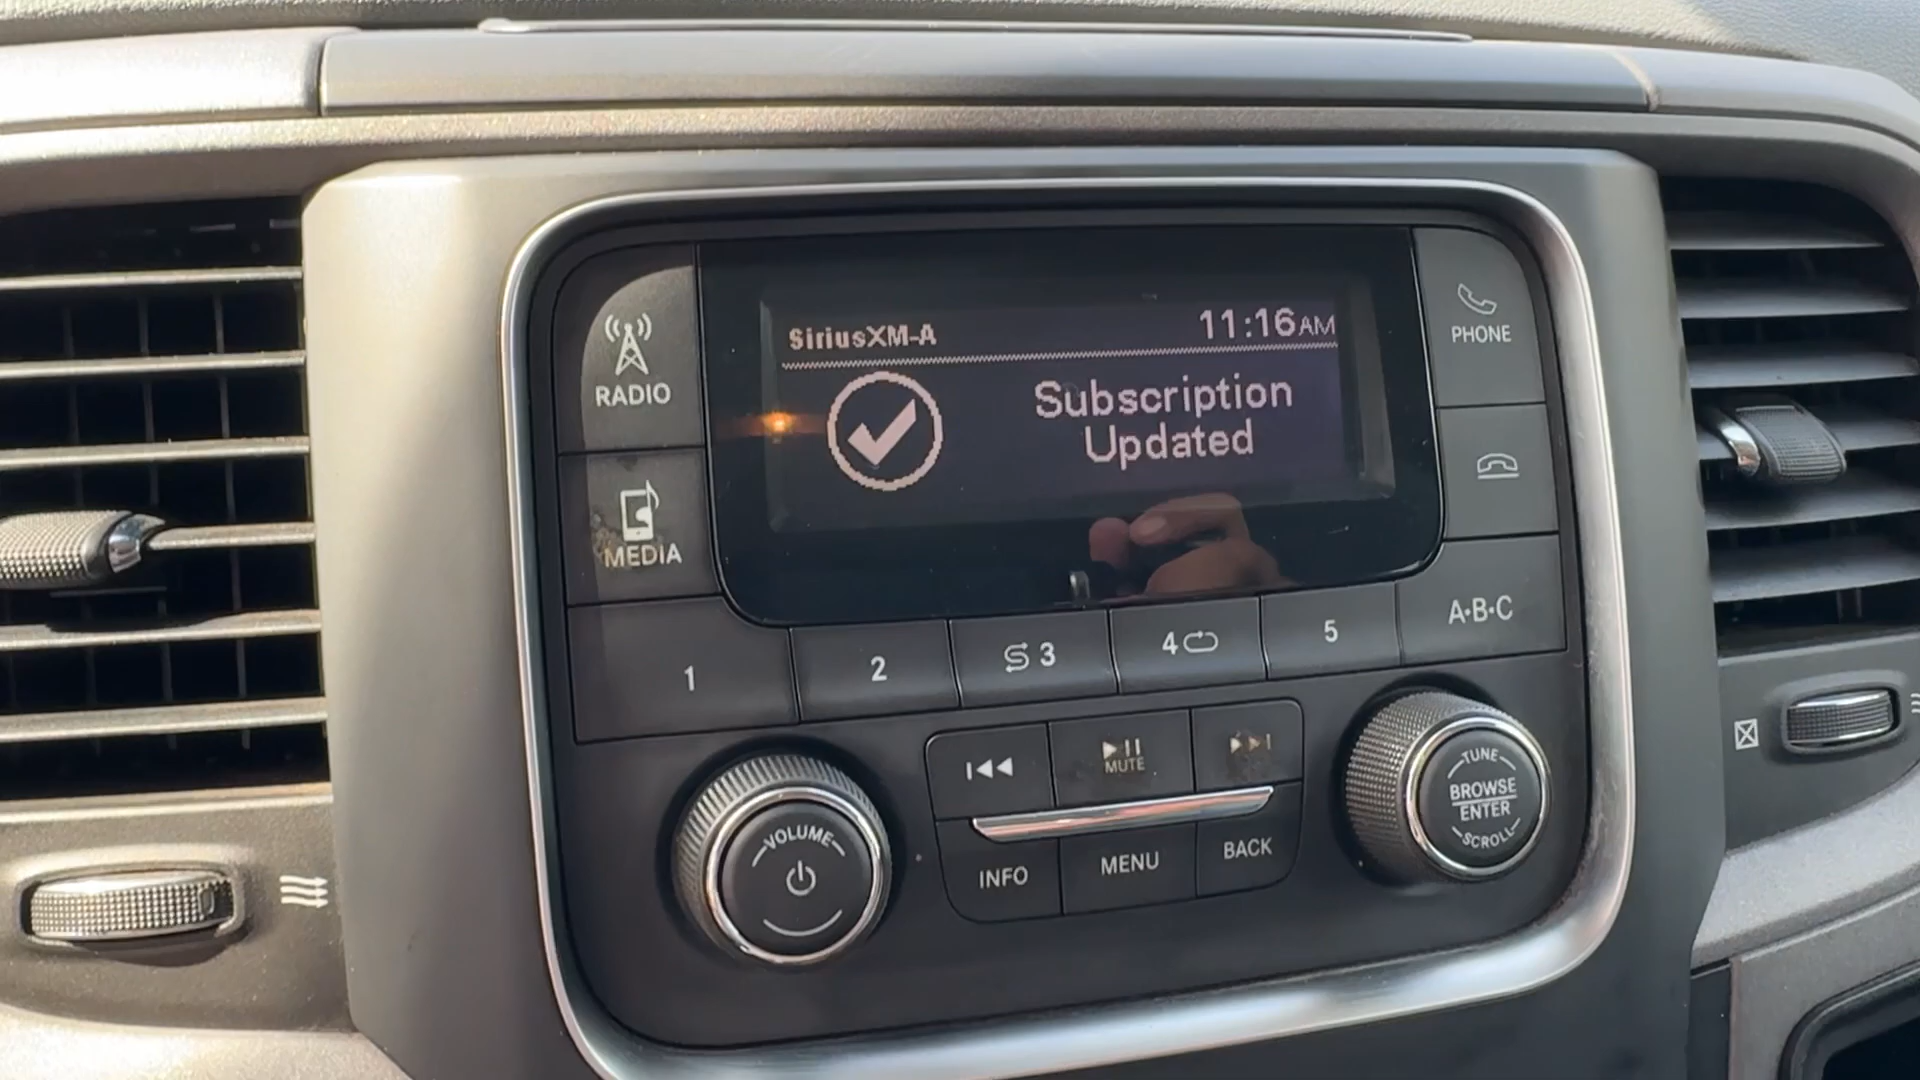 SiriusXM-A
11:16AM
Subscription
Updated
RADIO
PHONE
MEDIA
1
2
3
4
5
A•B•C
MUTE
VOLUME
INFO
MENU
BACK
TUNE
BROWSE
ENTER
SCROLL